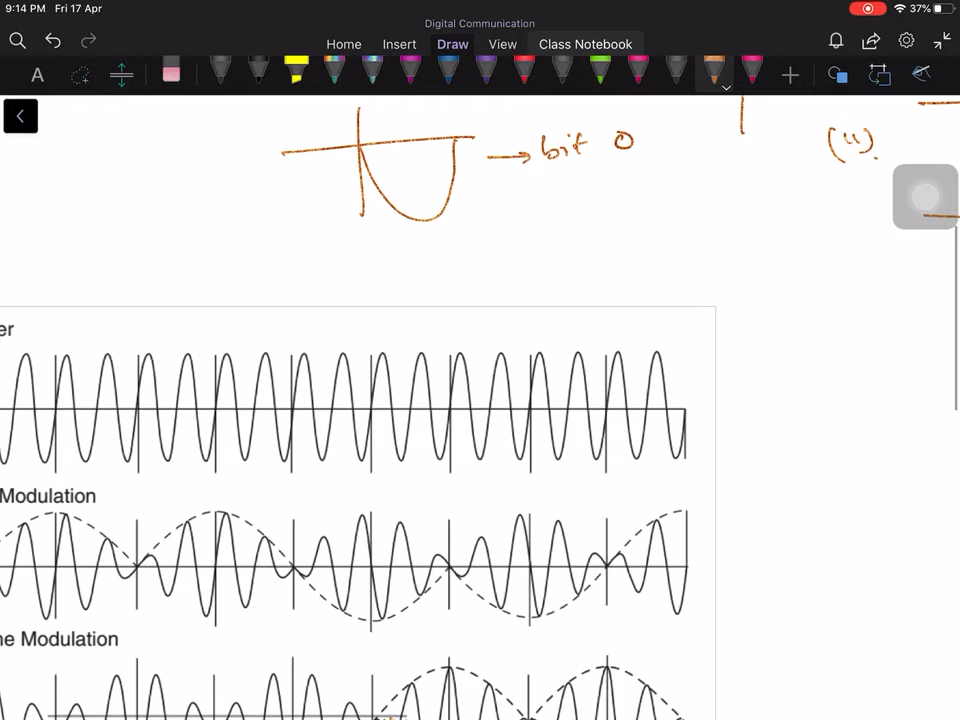 9:14 PM Fri 17 Apr
37%
Digital Communication
Home Insert Draw View Class Notebook
A
→ bit 0
(11)
er
Modulation
ne Modulation